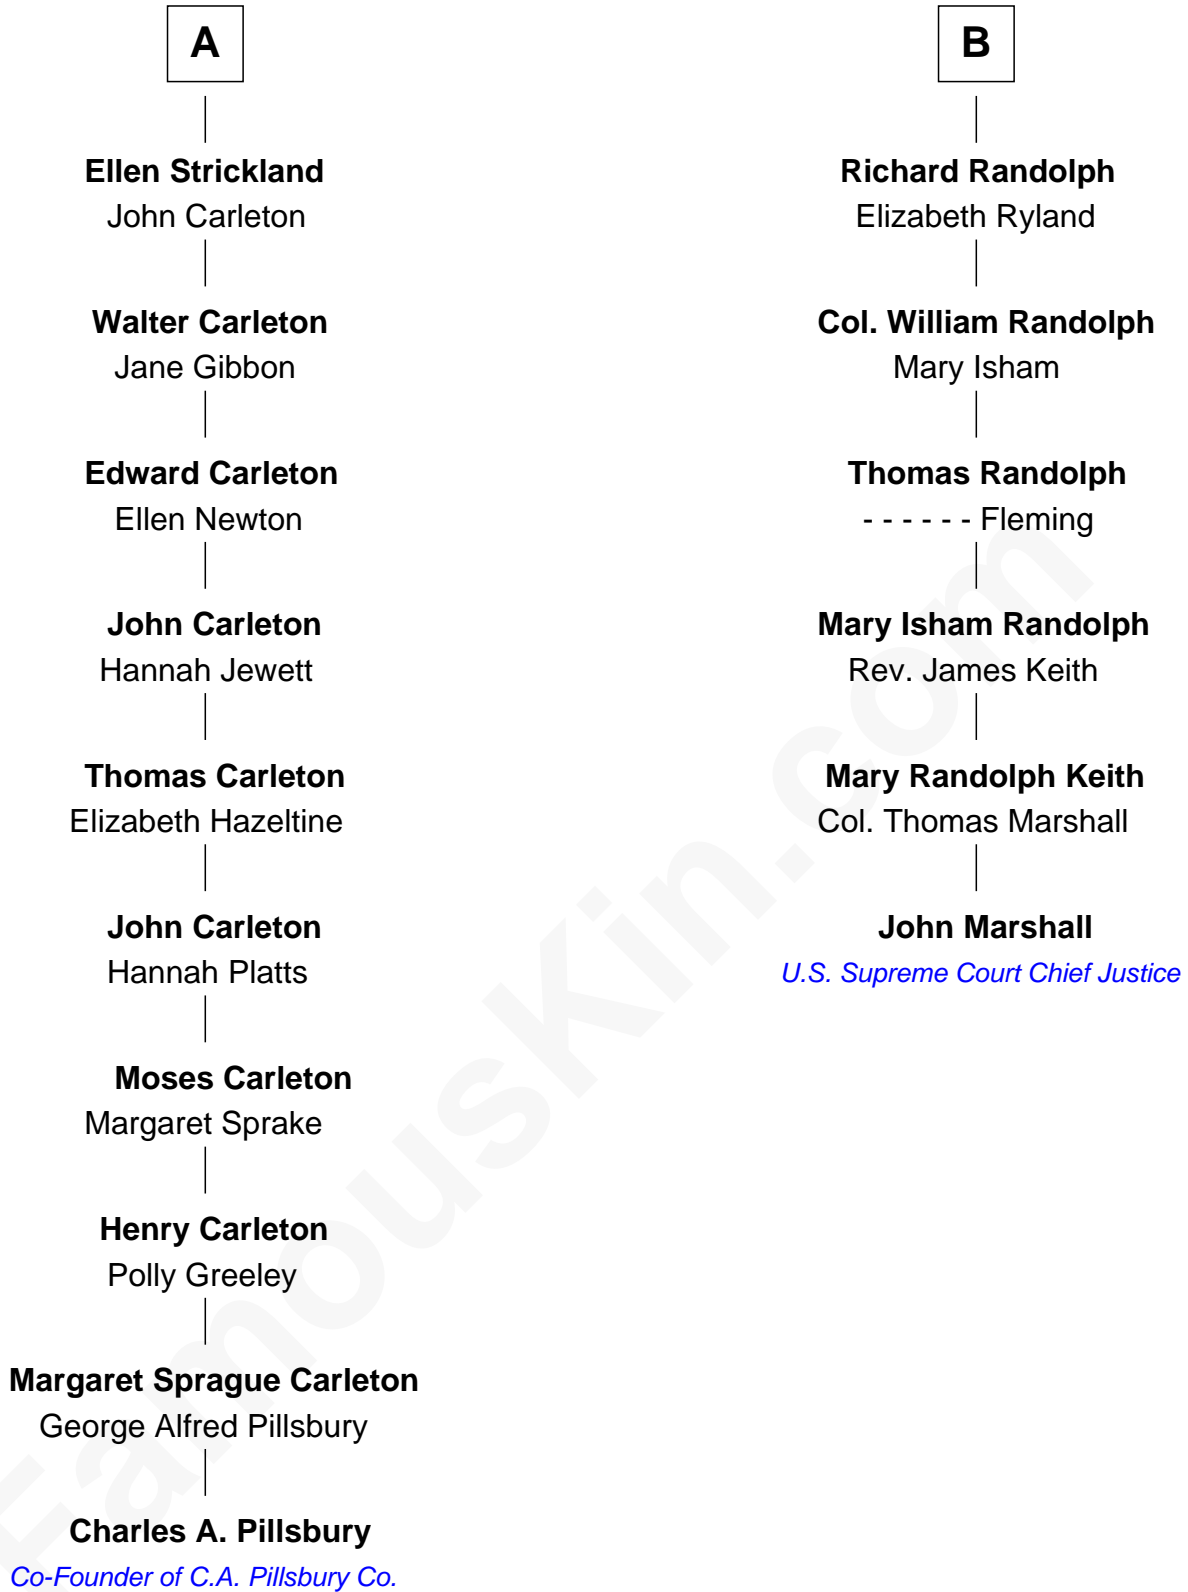 A
Ellen Strickland
John Carleton
Walter Carleton
Jane Gibbon
Edward Carleton
Ellen Newton
John Carleton
Hannah Jewett
Thomas Carleton
Elizabeth Hazeltine
John Carleton
Hannah Platts
Moses Carleton
Margaret Sprake
Henry Carleton
Polly Greeley
Margaret Sprague Carleton
George Alfred Pillsbury
Charles A. Pillsbury
Co-Founder of C.A. Pillsbury Co.
B
Richard Randolph
Elizabeth Ryland
Col. William Randolph
Mary Isham
Thomas Randolph
- - - - - - Fleming
Mary Isham Randolph
Rev. James Keith
Mary Randolph Keith
Col. Thomas Marshall
John Marshall
U.S. Supreme Court Chief Justice
FamousKin.com